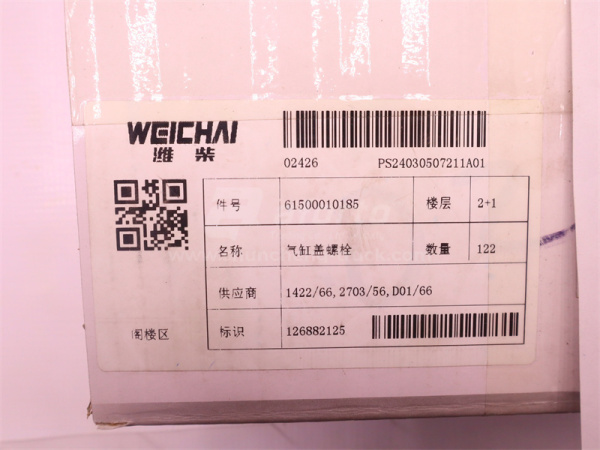 WEICHAI
潍柴
02426 PS24030507211A01
件号 61500010185 楼层 2+1
名称 气缸盖螺栓 数量 122
供应商 1422/66,2703/56,D01/66
阁楼区 标识 126882125